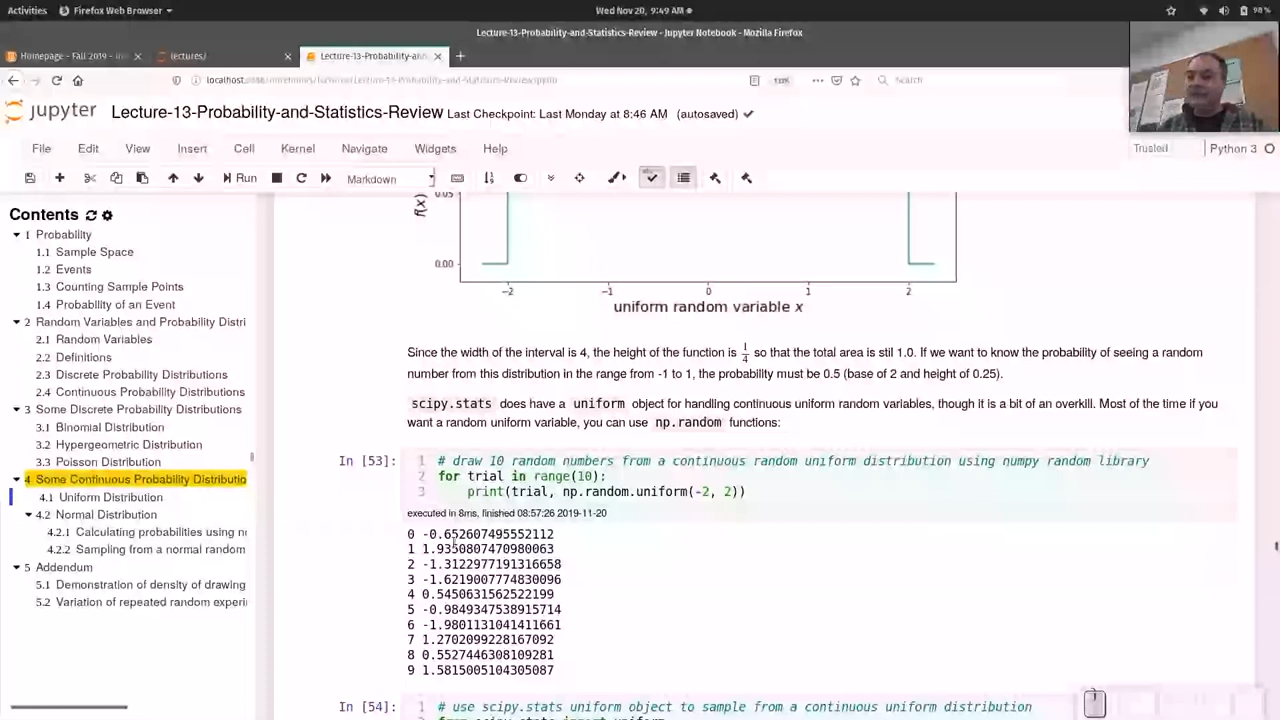 Activities Firefox Web Browser Wed Nov 20, 9:49 AM 98%
Lecture-13-Probability-and-Statistics-Review - Jupyter Notebook - Mozilla Firefox
Homepage - Fall 2019 - lectures/ Lecture-13-Probability-and
Search
jupyter Lecture-13-Probability-and-Statistics-Review Last Checkpoint: Last Monday at 8:46 AM (autosaved)
File Edit View Insert Cell Kernel Navigate Widgets Help Trusted Python 3
Run Markdown
Contents
1 Probability
1.1 Sample Space
1.2 Events
1.3 Counting Sample Points
1.4 Probability of an Event
2 Random Variables and Probability Distri
2.1 Random Variables
2.2 Definitions
2.3 Discrete Probability Distributions
2.4 Continuous Probability Distributions
3 Some Discrete Probability Distributions
3.1 Binomial Distribution
3.2 Hypergeometric Distribution
3.3 Poisson Distribution
4 Some Continuous Probability Distributio
4.1 Uniform Distribution
4.2 Normal Distribution
4.2.1 Calculating probabilities using no
4.2.2 Sampling from a normal random
5 Addendum
5.1 Demonstration of density of drawing
5.2 Variation of repeated random experi
0.05
f(x)
0.00
−2 −1 0 1 2
uniform random variable x
Since the width of the interval is 4, the height of the function is 1/4 so that the total area is stil 1.0. If we want to know the probability of seeing a random
number from this distribution in the range from -1 to 1, the probability must be 0.5 (base of 2 and height of 0.25).
scipy.stats does have a uniform object for handling continuous uniform random variables, though it is a bit of an overkill. Most of the time if you
want a random uniform variable, you can use np.random functions:
In [53]: 1 # draw 10 random numbers from a continuous random uniform distribution using numpy random library
2 for trial in range(10):
3 print(trial, np.random.uniform(-2, 2))
executed in 8ms, finished 08:57:26 2019-11-20
0 -0.652607495552112
1 1.9350807470980063
2 -1.3122977191316658
3 -1.6219007774830096
4 0.5450631562522199
5 -0.9849347538915714
6 -1.9801131041411661
7 1.2702099228167092
8 0.5527446308109281
9 1.5815005104305087
In [54]: 1 # use scipy.stats uniform object to sample from a continuous uniform distribution